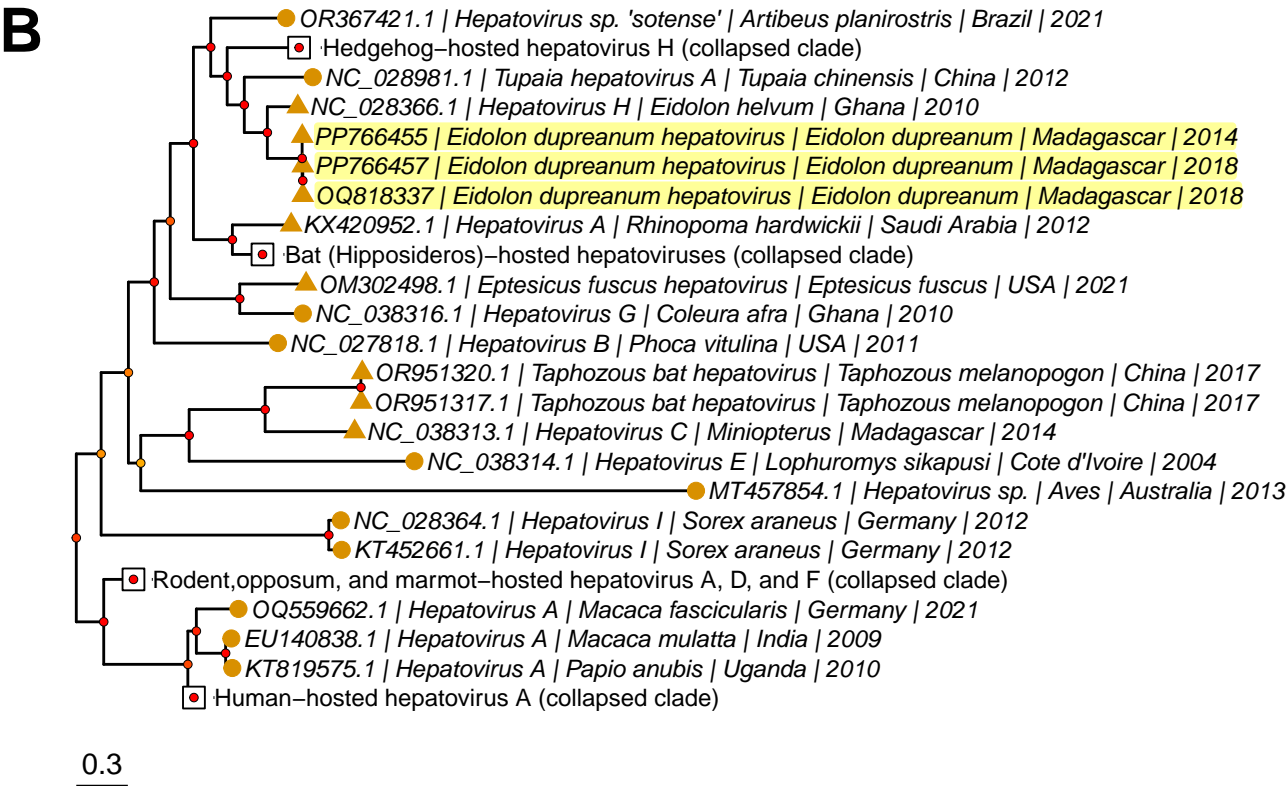 B
OR367421.1 | Hepatovirus sp. 'sotense' | Artibeus planirostris | Brazil | 2021
Hedgehog−hosted hepatovirus H (collapsed clade)
NC_028981.1 | Tupaia hepatovirus A | Tupaia chinensis | China | 2012
NC_028366.1 | Hepatovirus H | Eidolon helvum | Ghana | 2010
PP766455 | Eidolon dupreanum hepatovirus | Eidolon dupreanum | Madagascar | 2014
PP766457 | Eidolon dupreanum hepatovirus | Eidolon dupreanum | Madagascar | 2018
OQ818337 | Eidolon dupreanum hepatovirus | Eidolon dupreanum | Madagascar | 2018
KX420952.1 | Hepatovirus A | Rhinopoma hardwickii | Saudi Arabia | 2012
Bat (Hipposideros)−hosted hepatoviruses (collapsed clade)
OM302498.1 | Eptesicus fuscus hepatovirus | Eptesicus fuscus | USA | 2021
NC_038316.1 | Hepatovirus G | Coleura afra | Ghana | 2010
NC_027818.1 | Hepatovirus B | Phoca vitulina | USA | 2011
OR951320.1 | Taphozous bat hepatovirus | Taphozous melanopogon | China | 2017
OR951317.1 | Taphozous bat hepatovirus | Taphozous melanopogon | China | 2017
NC_038313.1 | Hepatovirus C | Miniopterus | Madagascar | 2014
NC_038314.1 | Hepatovirus E | Lophuromys sikapusi | Cote d'Ivoire | 2004
MT457854.1 | Hepatovirus sp. | Aves | Australia | 2013
NC_028364.1 | Hepatovirus I | Sorex araneus | Germany | 2012
KT452661.1 | Hepatovirus I | Sorex araneus | Germany | 2012
Rodent,opposum, and marmot−hosted hepatovirus A, D, and F (collapsed clade)
OQ559662.1 | Hepatovirus A | Macaca fascicularis | Germany | 2021
EU140838.1 | Hepatovirus A | Macaca mulatta | India | 2009
KT819575.1 | Hepatovirus A | Papio anubis | Uganda | 2010
Human−hosted hepatovirus A (collapsed clade)
0.3